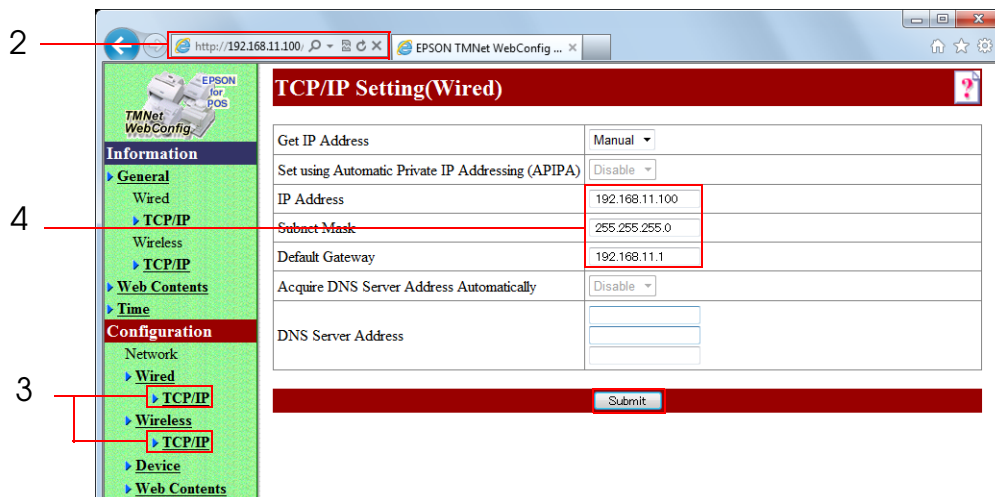 2
http://192.168.11.100/
EPSON TMNet WebConfig ...
EPSON
for
POS
TMNet
WebConfig
Information
General
Wired
TCP/IP
Wireless
TCP/IP
Web Contents
Time
Configuration
Network
3
Wired
TCP/IP
Wireless
TCP/IP
Device
Web Contents
TCP/IP Setting(Wired)
?
Get IP Address Manual
Set using Automatic Private IP Addressing (APIPA) Disable
4
IP Address 192.168.11.100
Subnet Mask 255.255.255.0
Default Gateway 192.168.11.1
Acquire DNS Server Address Automatically Disable
DNS Server Address
Submit